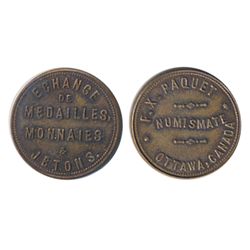 ECHANGE
DE
MEDAILLES,
MONNAIES
&
JETONS.
F.X. PAQUET
NUMISMATE
OTTAWA, CANADA